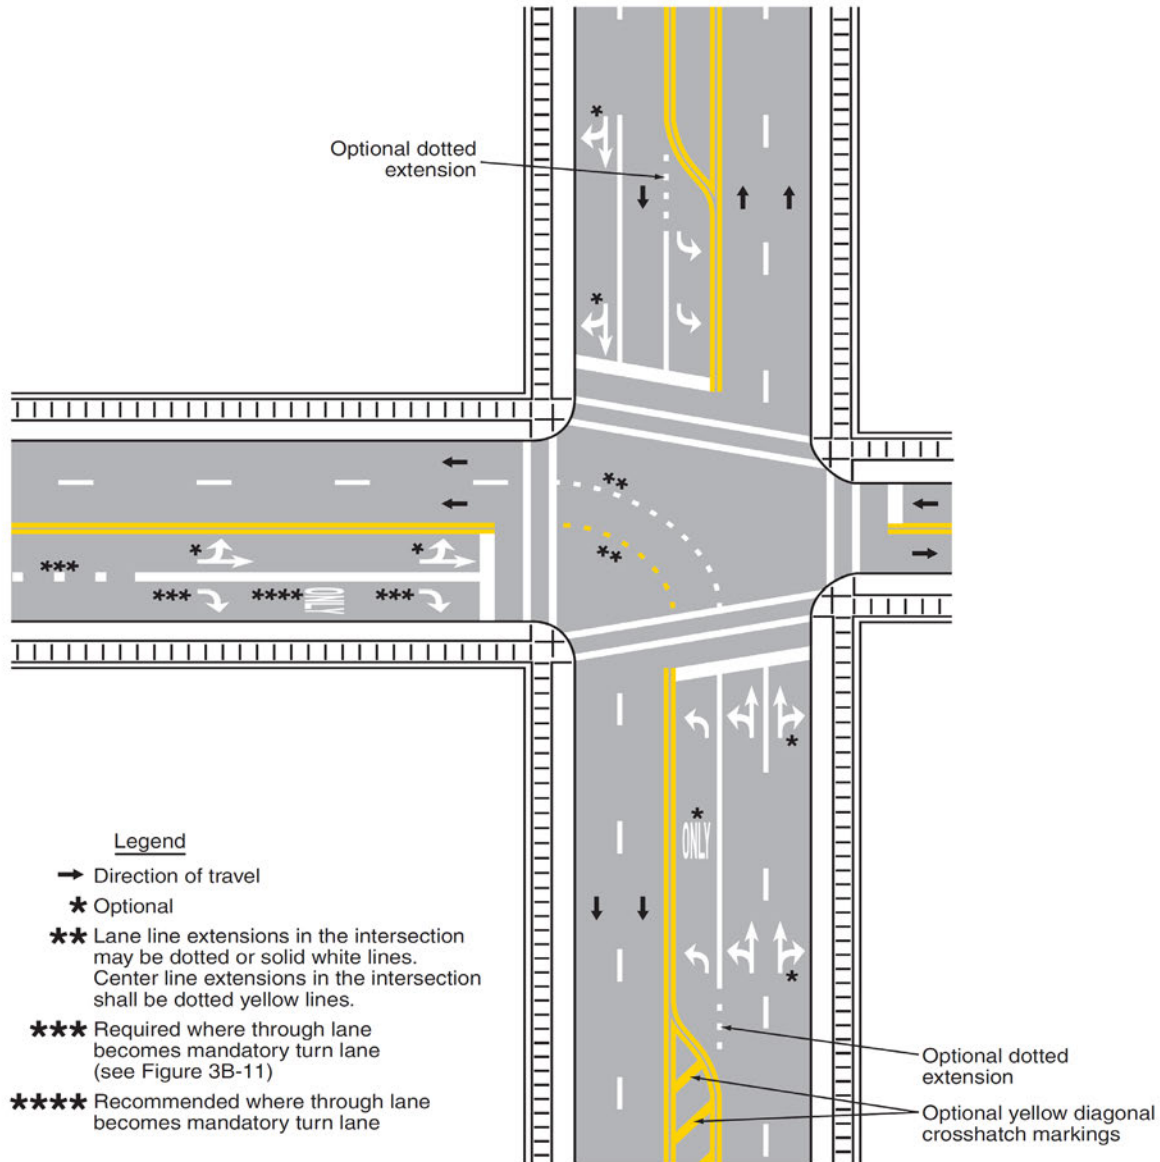 *
Optional dotted
extension
*
**
*
*
**
***
***
****
ONLY
***
*
*
ONLY
*
Legend
Direction of travel
* Optional
** Lane line extensions in the intersection
may be dotted or solid white lines.
Center line extensions in the intersection
shall be dotted yellow lines.
*** Required where through lane
becomes mandatory turn lane
(see Figure 3B-11)
**** Recommended where through lane
becomes mandatory turn lane
Optional dotted
extension
Optional yellow diagonal
crosshatch markings